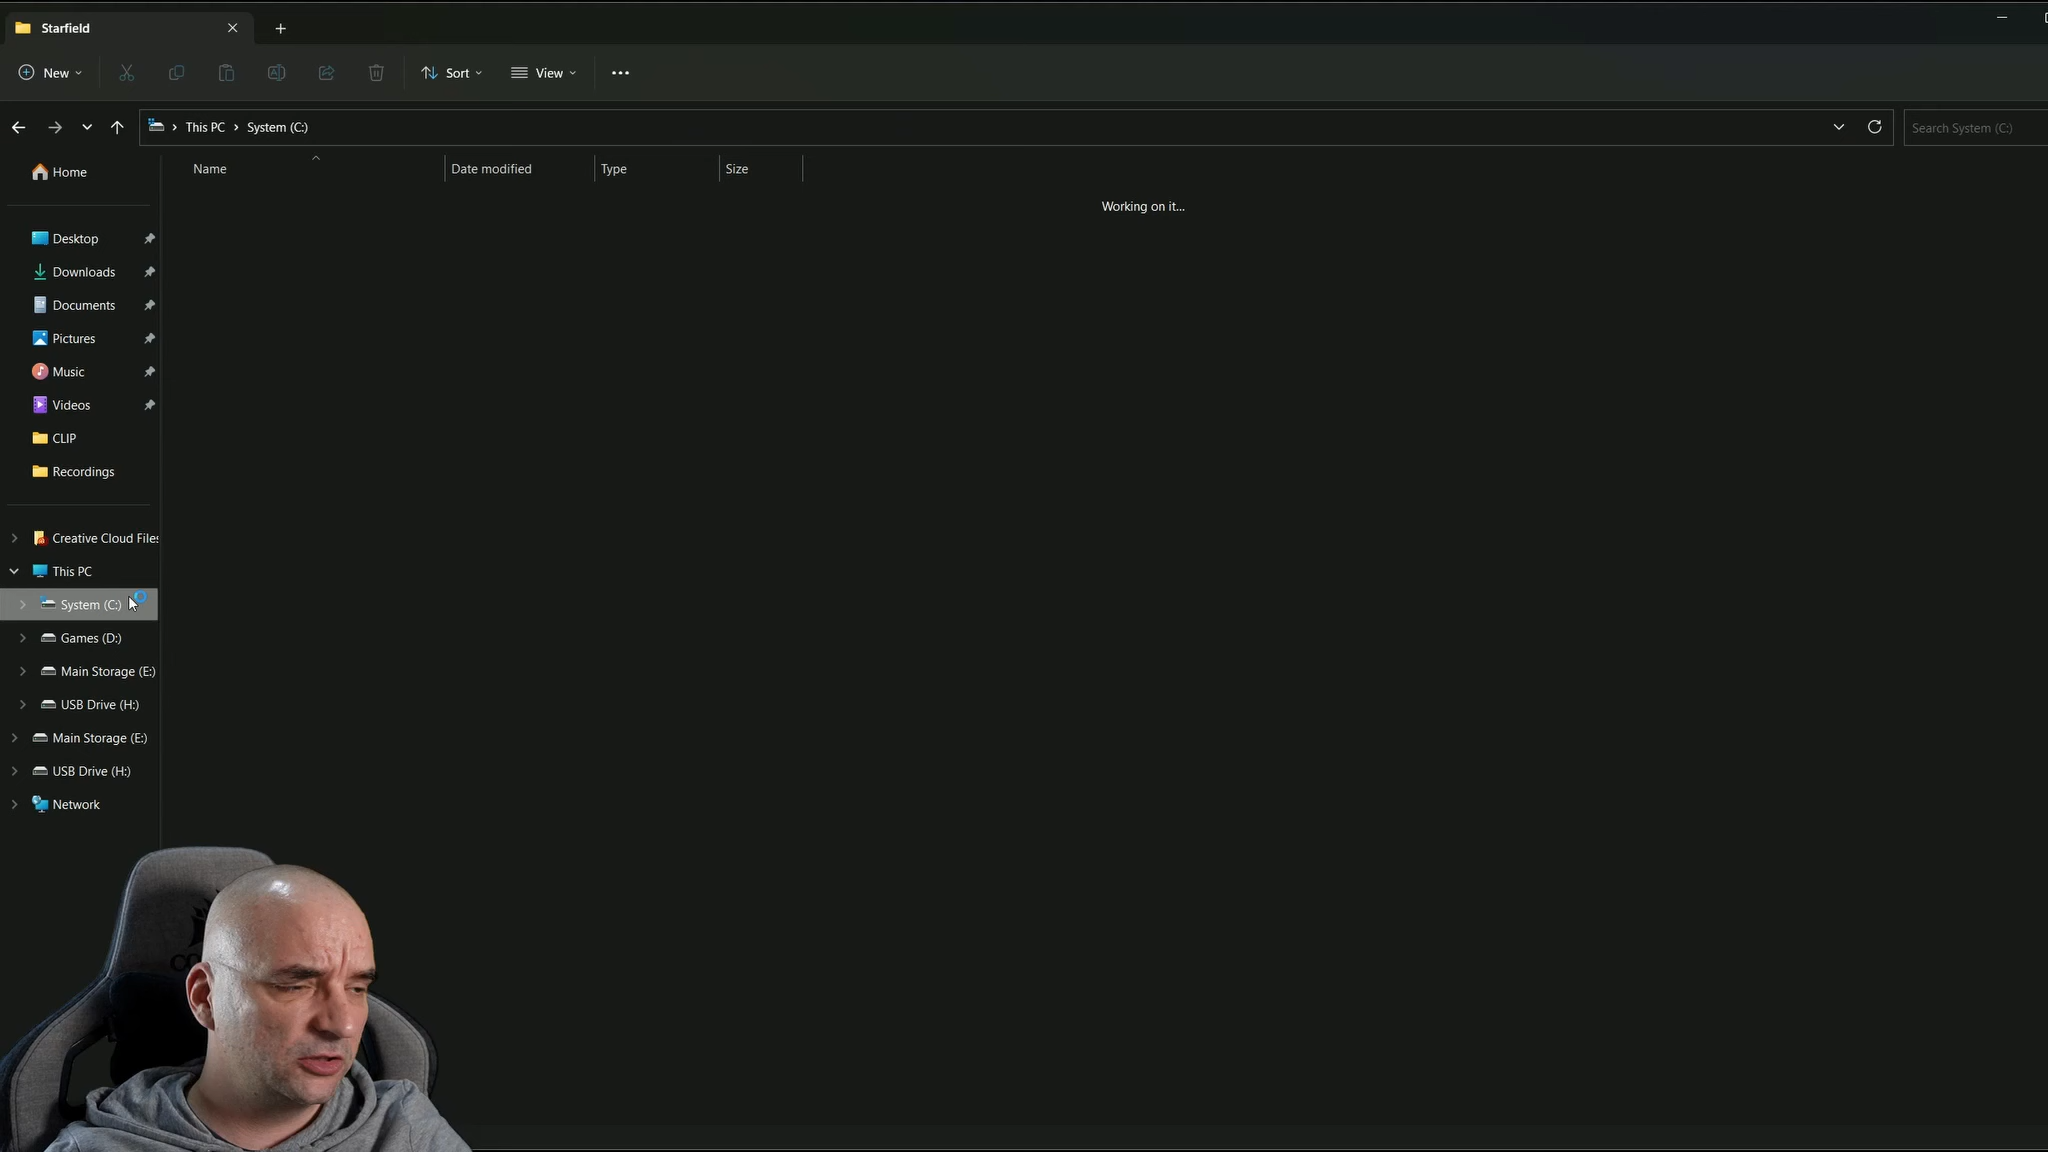 Starfield
New
Sort
View
This PC
System (C:)
Search System (C:)
Name
Date modified
Type
Size
Working on it...
Home
Desktop
Downloads
Documents
Pictures
Music
Videos
CLIP
Recordings
Creative Cloud Files
This PC
System (C:)
Games (D:)
Main Storage (E:)
USB Drive (H:)
Main Storage (E:)
USB Drive (H:)
Network